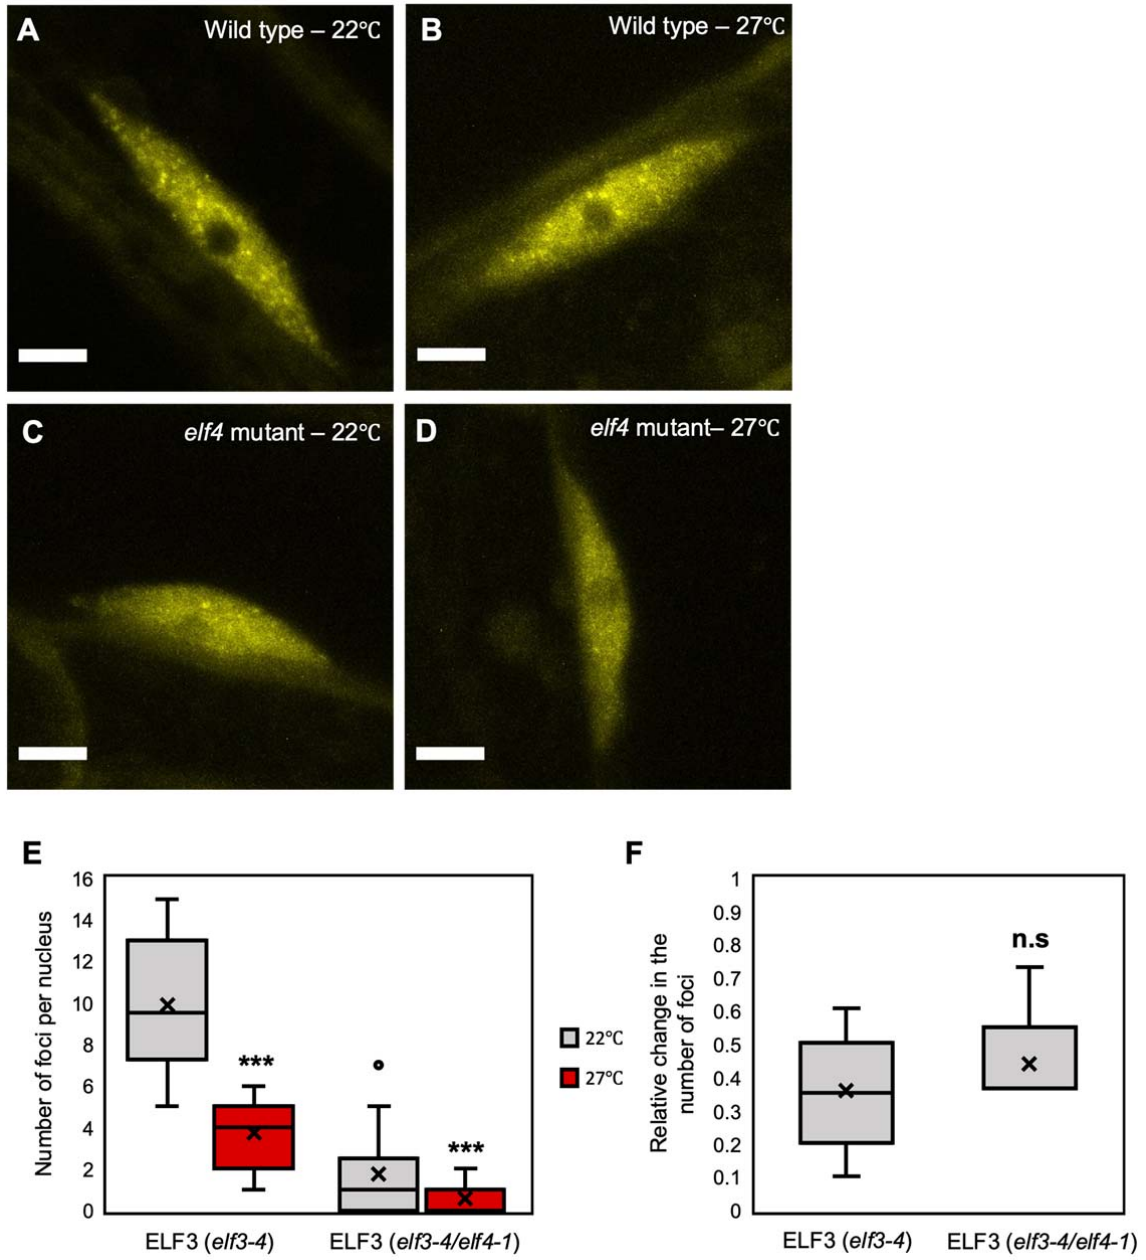 A
Wild type – 22°C
B
Wild type – 27°C
C
elf4 mutant – 22°C
D
elf4 mutant– 27°C
E
Number of foci per nucleus
16
14
12
10
8
6
4
2
0
***
***
ELF3 (elf3-4)
ELF3 (elf3-4/elf4-1)
22°C
27°C
F
Relative change in the
number of foci
1
0.9
0.8
0.7
0.6
0.5
0.4
0.3
0.2
0.1
0
n.s
ELF3 (elf3-4)
ELF3 (elf3-4/elf4-1)